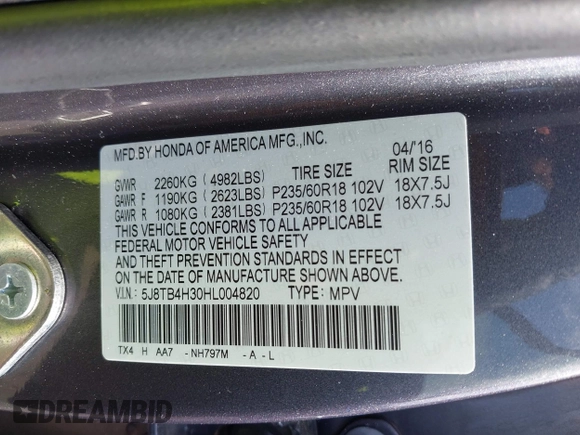 MFD.BY HONDA OF AMERICA MFG.,INC. 04/'16
GVWR 2260KG ( 4982LBS) TIRE SIZE RIM SIZE
GAWR F 1190KG ( 2623LBS) P235/60R18 102V 18X7.5J
GAWR R 1080KG ( 2381LBS) P235/60R18 102V 18X7.5J
THIS VEHICLE CONFORMS TO ALL APPLICABLE
FEDERAL MOTOR VEHICLE SAFETY
AND THEFT PREVENTION STANDARDS IN EFFECT
ON THE DATE OF MANUFACTURE SHOWN ABOVE.
V.I.N.: 5J8TB4H30HL004820 TYPE: MPV
TX4 H AA7 -NH797M -A -L
DREAMBID